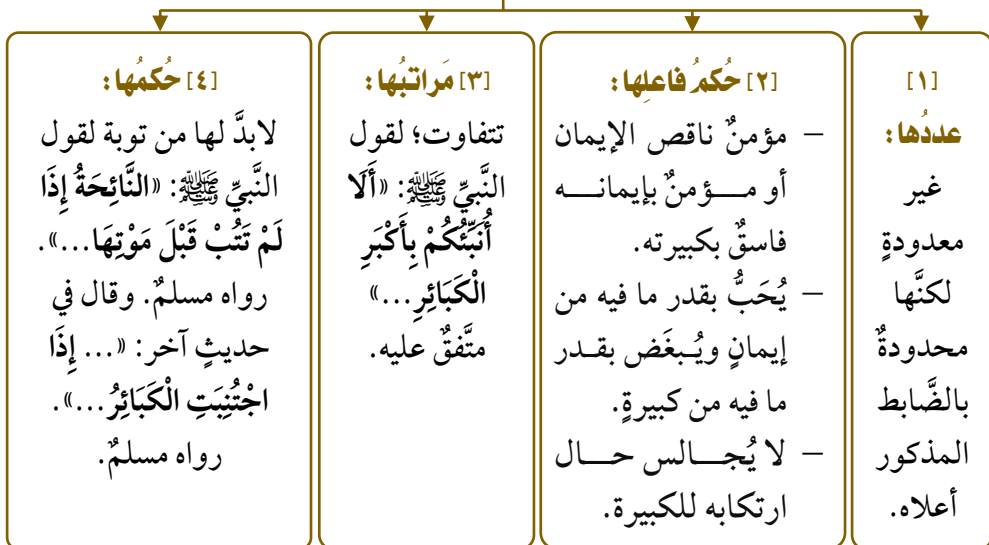 [١]
عددُها:
غير
معدودةٍ
لكنَّها
محدودةٌ
بالضَّابط
المذكور
أعلاه.
[٢] حُكمُ فاعلِها:
– مؤمنٌ ناقص الإيمان
أو مــؤمنٌ بإيمانــه
فاسقٌ بكبيرته.
– يُحَبُّ بقدر ما فيه من
إيمانٍ ويُبغَض بقدر
ما فيه من كبيرةٍ.
– لا يُجــالس حــال
ارتكابه للكبيرة.
[٣] مَراتبُها:
تتفاوت؛ لقول
النَّبيِّ ﷺ: «أَلَا
أُنَبِّئُكُمْ بِأَكْبَرِ
الْكَبَائِرِ...»
متَّفقٌ عليه.
[٤] حُكمُها:
لابدَّ لها من توبة لقول
النَّبيِّ ﷺ: «النَّائِحَةُ إِذَا
لَمْ تَتُبْ قَبْلَ مَوْتِهَا...».
رواه مسلمٌ. وقال في
حديثٍ آخر: «... إِذَا
اجْتُنِبَتِ الْكَبَائِرُ...».
رواه مسلمٌ.